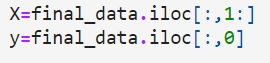 X=final_data.iloc[:,1:]
y=final_data.iloc[:,0]